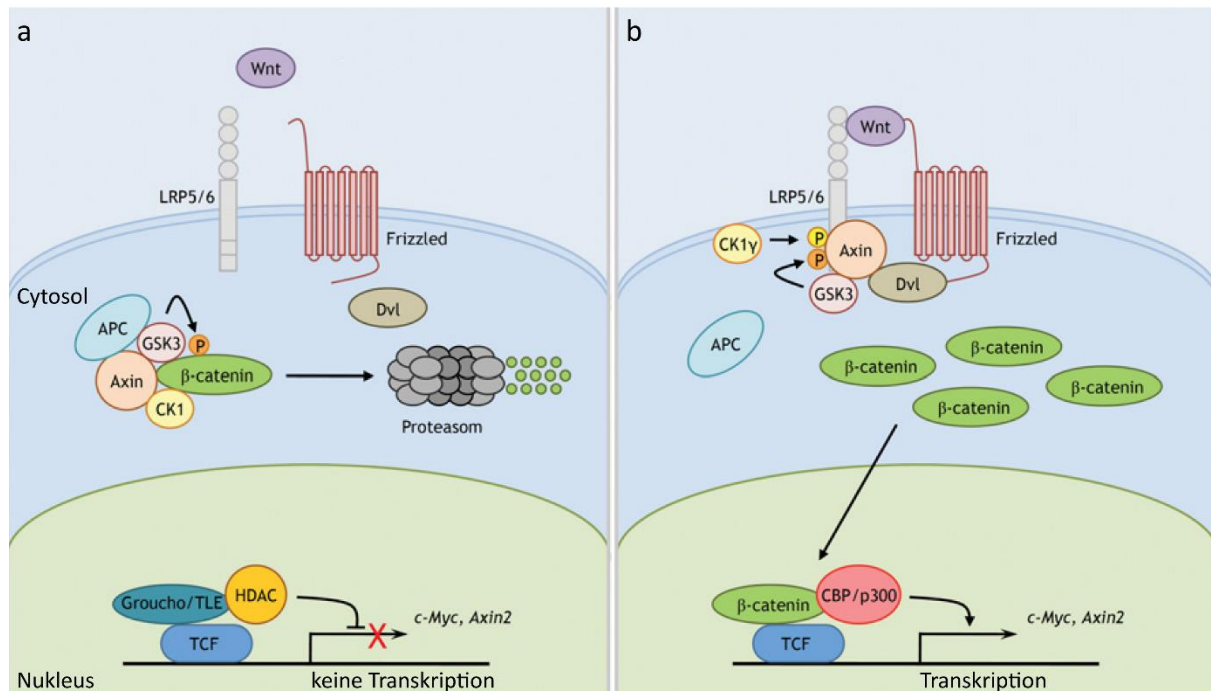 a
Wnt
LRP5/6
Frizzled
Cytosol
Dvl
APC
GSK3
P
Axin
β-catenin
CK1
Proteasom
Groucho/TLE
HDAC
TCF
c-Myc, Axin2
X
Nukleus
keine Transkription
b
Wnt
LRP5/6
Frizzled
CK1γ
P
P
Axin
GSK3
Dvl
APC
β-catenin
β-catenin
β-catenin
β-catenin
β-catenin
CBP/p300
TCF
c-Myc, Axin2
Transkription